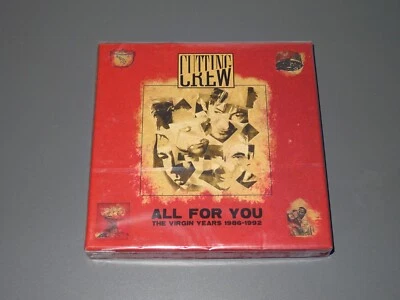 CUTTING
CREW
ALL FOR YOU
THE VIRGIN YEARS 1986-1992